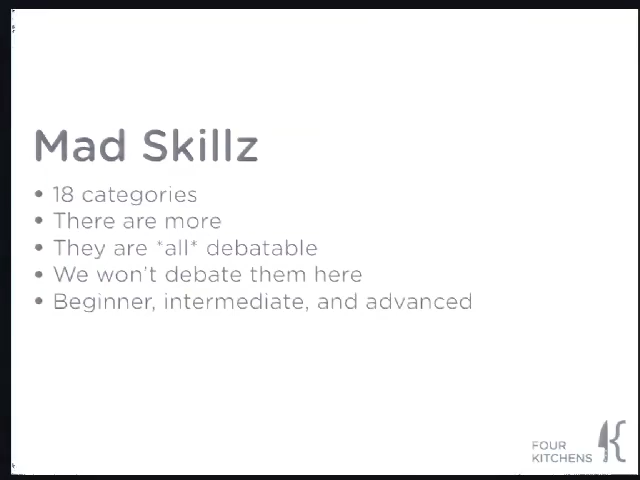 Mad Skillz
• 18 categories
• There are more
• They are *all* debatable
• We won't debate them here
• Beginner, intermediate, and advanced
FOUR
KITCHENS